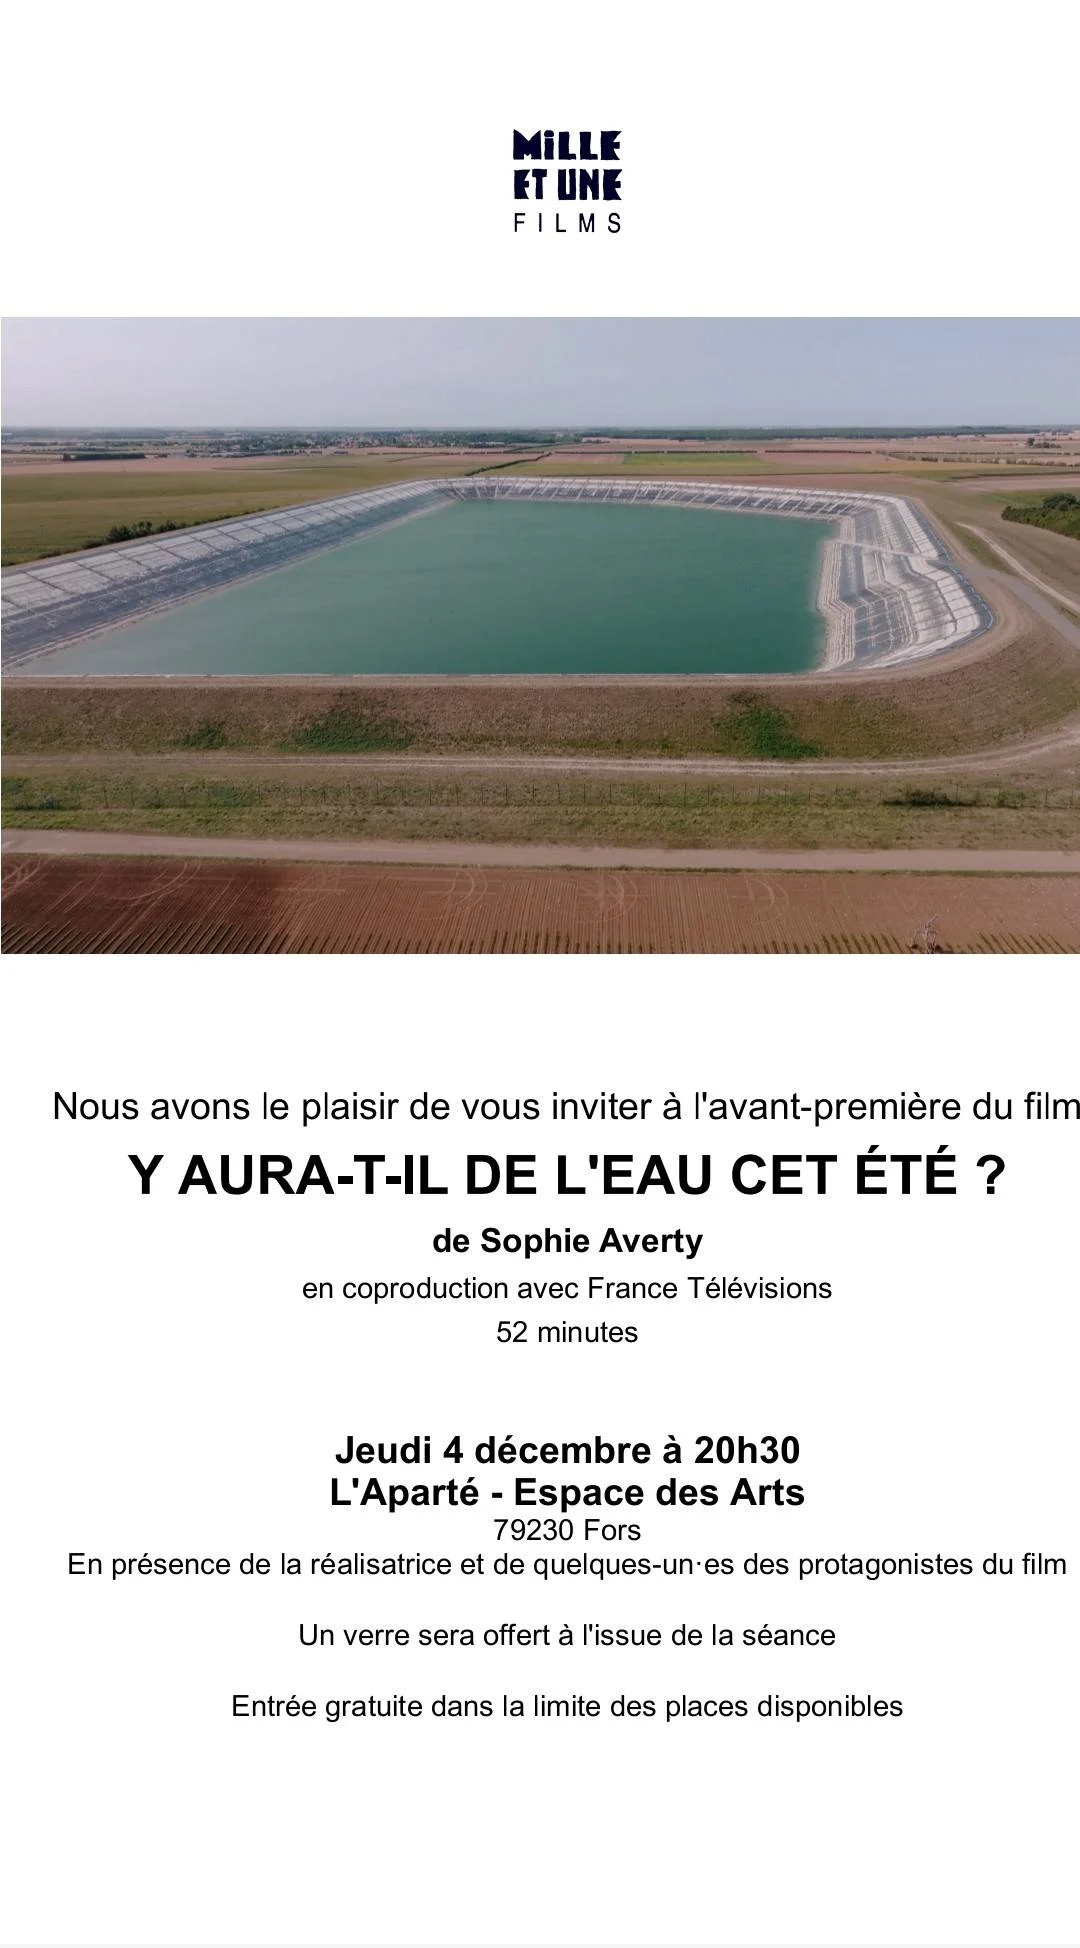 MiLLE
ET UNE
FILMS
Nous avons le plaisir de vous inviter à l'avant-première du film
Y AURA-T-IL DE L'EAU CET ÉTÉ ?
de Sophie Averty
en coproduction avec France Télévisions
52 minutes
Jeudi 4 décembre à 20h30
L'Aparté - Espace des Arts
79230 Fors
En présence de la réalisatrice et de quelques-un·es des protagonistes du film
Un verre sera offert à l'issue de la séance
Entrée gratuite dans la limite des places disponibles